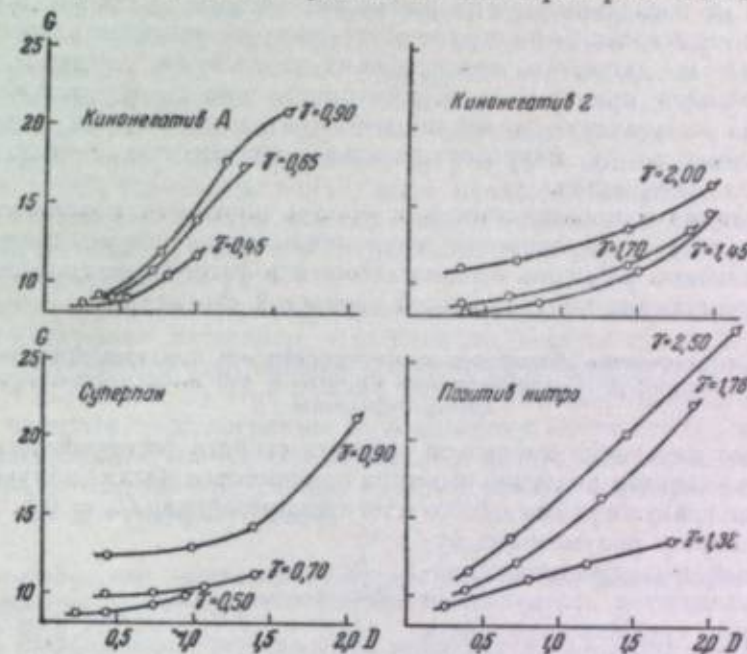 G
25
20
15
10
Кинонегатив А
γ=0,90
γ=0,65
γ=0,45
Кинонегатив 2
γ=2,00
γ=1,70
γ=1,45
G
25
20
15
10
Суперпан
γ=0,90
γ=0,70
γ=0,50
0,5
1,0
1,5
2,0 D
Позитив нитро
γ=2,50
γ=1,78
0,5
1,0
1,5
2,0 D